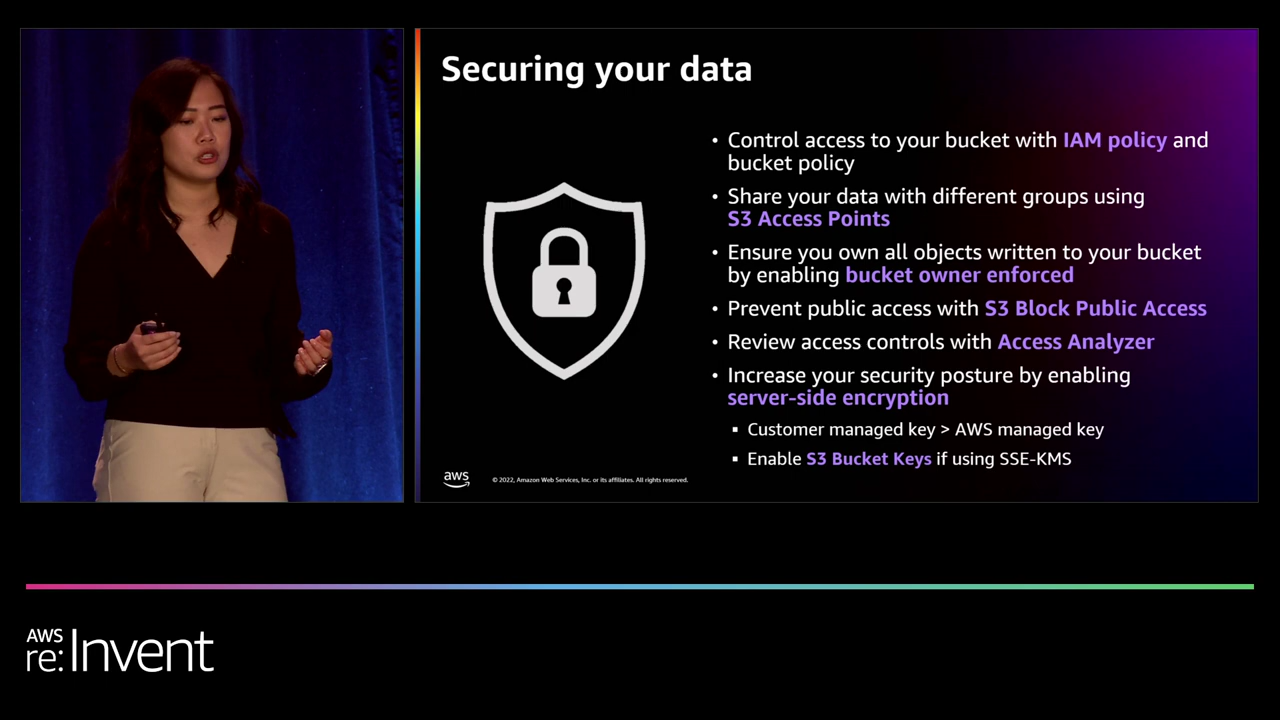 Securing your data
• Control access to your bucket with IAM policy and
bucket policy
• Share your data with different groups using
S3 Access Points
• Ensure you own all objects written to your bucket
by enabling bucket owner enforced
• Prevent public access with S3 Block Public Access
• Review access controls with Access Analyzer
• Increase your security posture by enabling
server-side encryption
▪ Customer managed key > AWS managed key
▪ Enable S3 Bucket Keys if using SSE-KMS
aws
© 2022, Amazon Web Services, Inc. or its affiliates. All rights reserved.
AWS
re:Invent